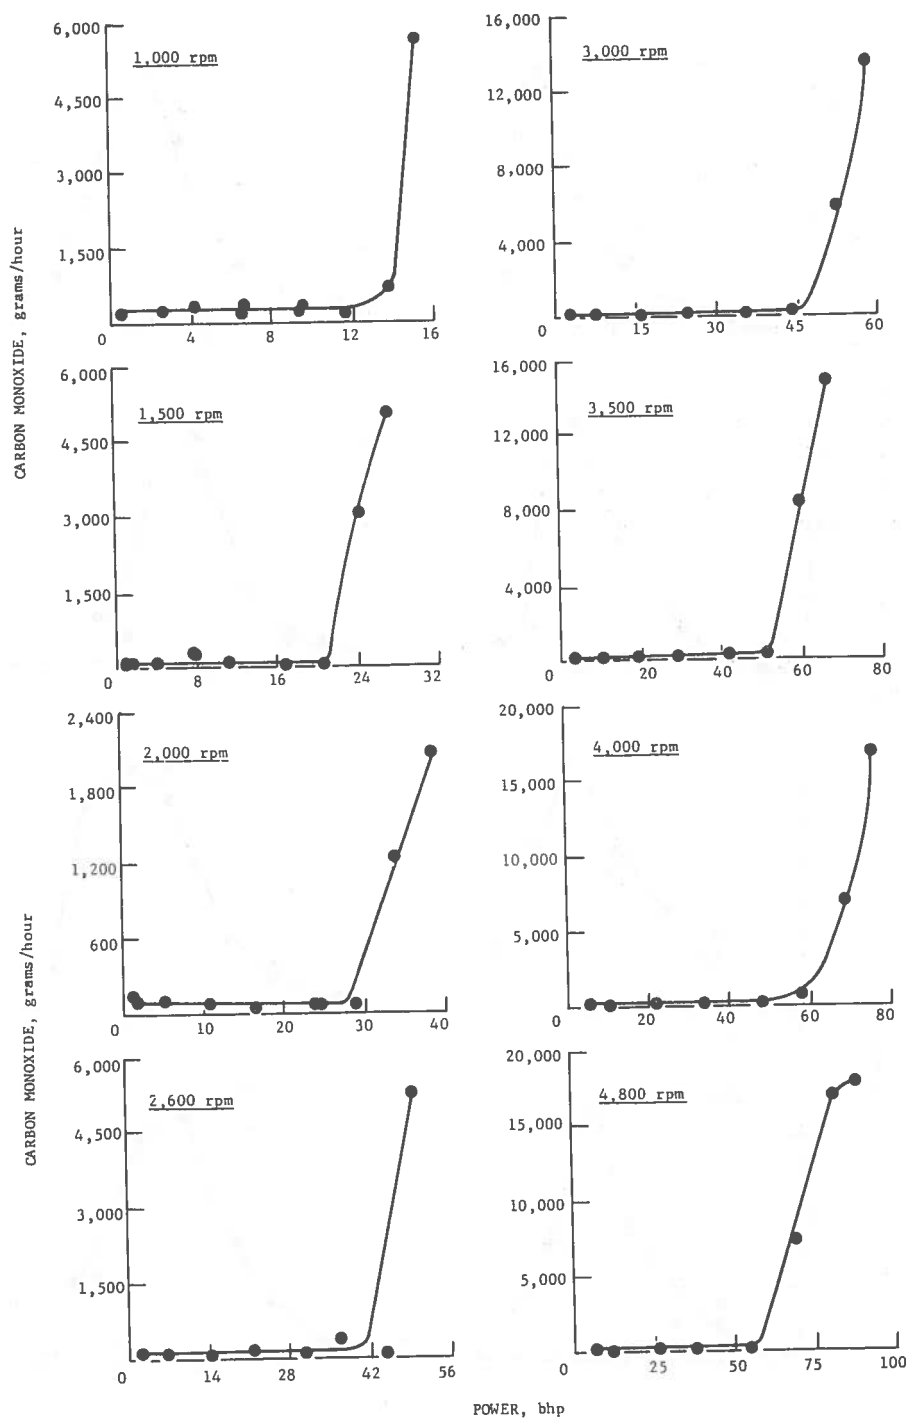 CARBON MONOXIDE, grams/hour
1,000 rpm
6,000
4,500
3,000
1,500
0 4 8 12 16
3,000 rpm
16,000
12,000
8,000
4,000
0 15 30 45 60
1,500 rpm
6,000
4,500
3,000
1,500
0 8 16 24 32
3,500 rpm
16,000
12,000
8,000
4,000
0 20 40 60 80
CARBON MONOXIDE, grams/hour
2,000 rpm
2,400
1,800
1,200
600
0 10 20 30 40
4,000 rpm
20,000
15,000
10,000
5,000
0 20 40 60 80
2,600 rpm
6,000
4,500
3,000
1,500
0 14 28 42 56
4,800 rpm
20,000
15,000
10,000
5,000
0 25 50 75 100
POWER, bhp